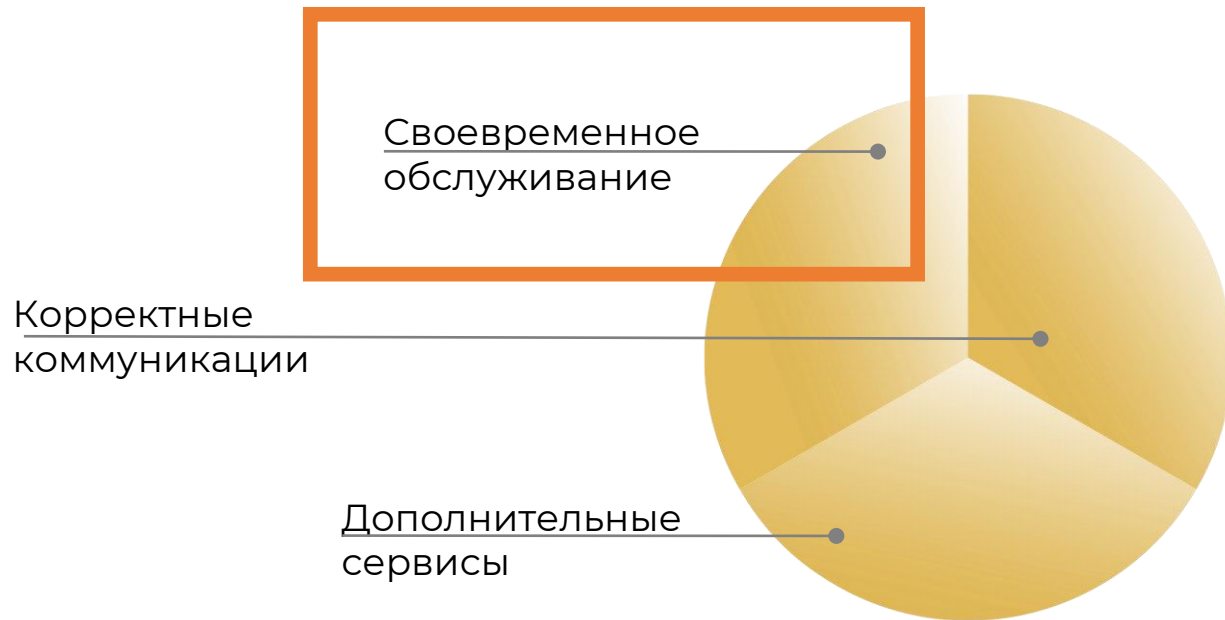 Своевременное
обслуживание
Корректные
коммуникации
Дополнительные
сервисы